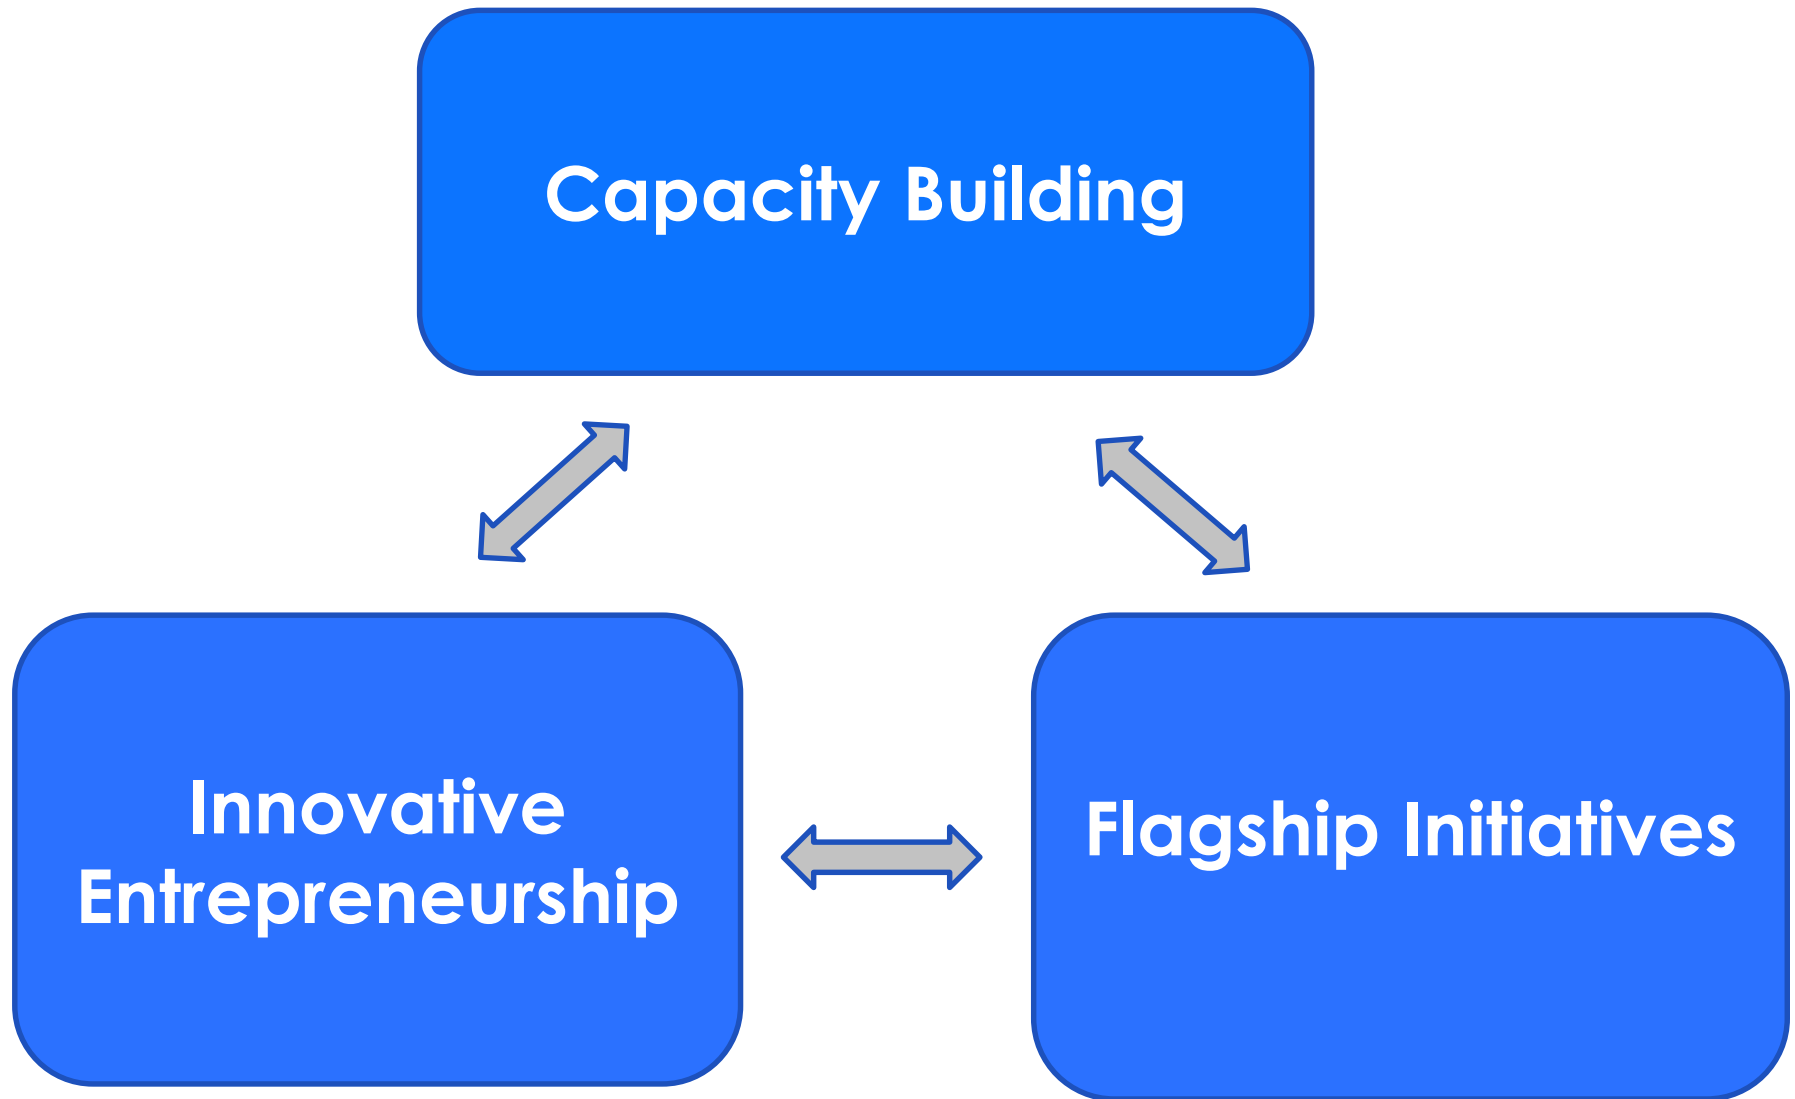 Capacity Building
Innovative
Entrepreneurship
Flagship Initiatives